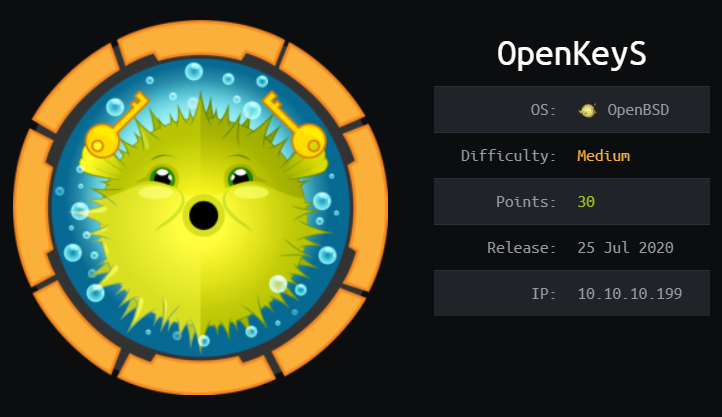 OpenKeyS
OS: OpenBSD
Difficulty: Medium
Points: 30
Release: 25 Jul 2020
IP: 10.10.10.199